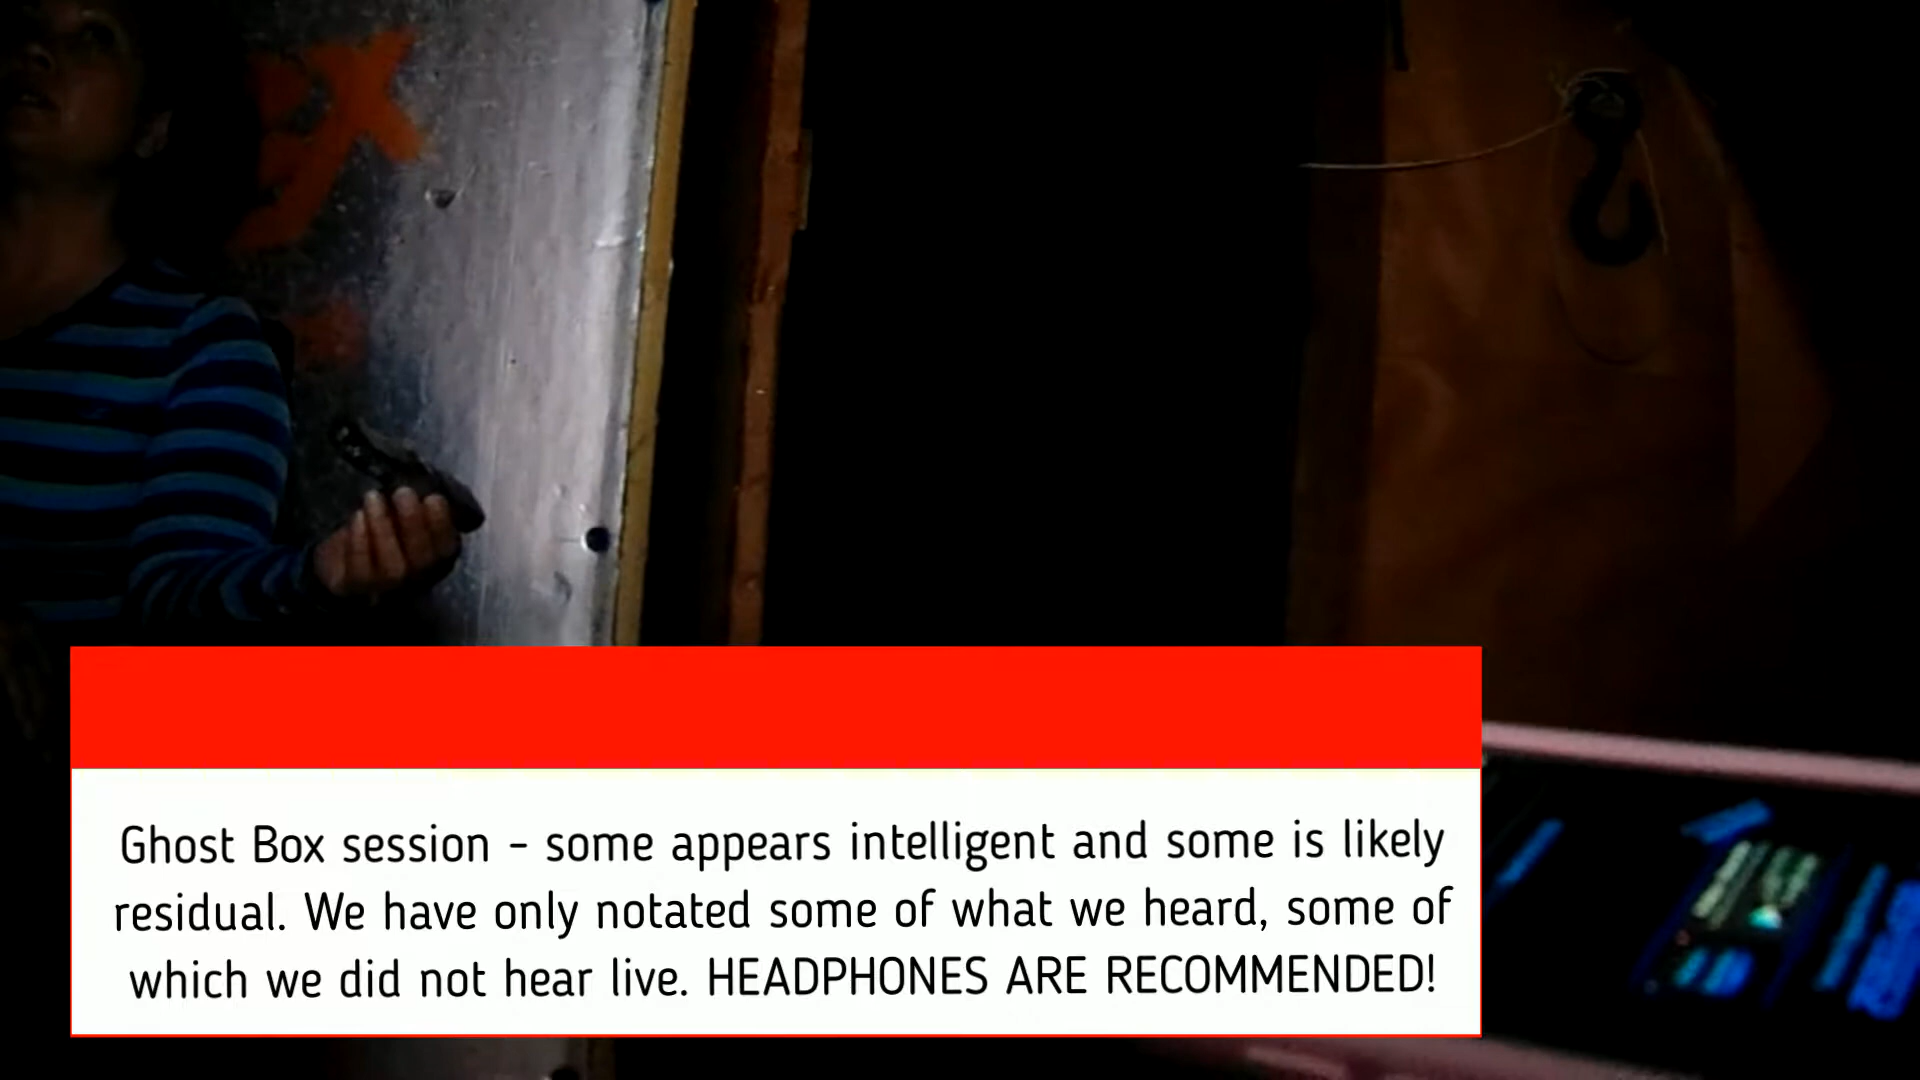 Ghost Box session - some appears intelligent and some is likely
residual. We have only notated some of what we heard, some of
which we did not hear live. HEADPHONES ARE RECOMMENDED!